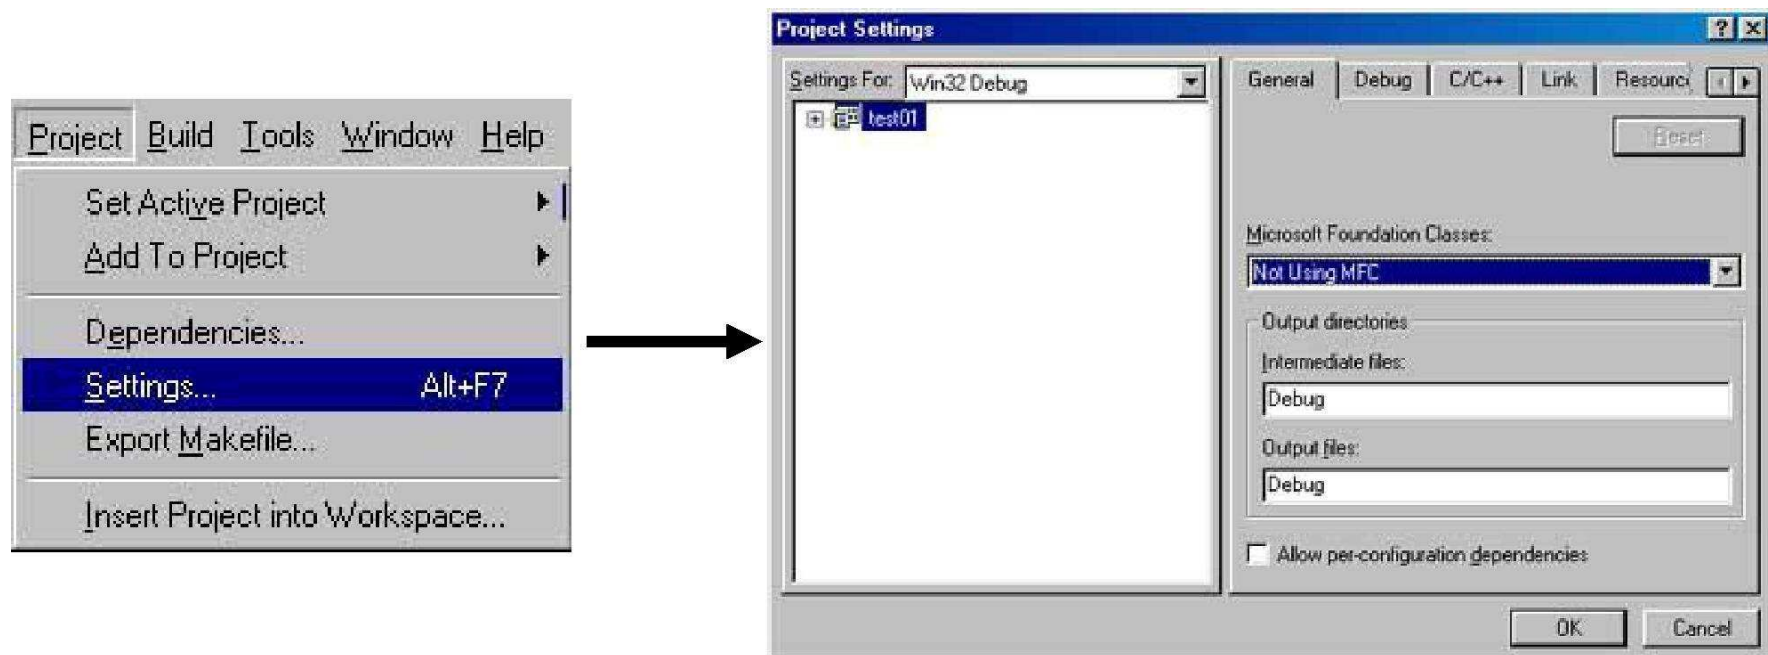 Project Build Tools Window Help
Set Active Project
Add To Project
Dependencies...
Settings... Alt+F7
Export Makefile...
Insert Project into Workspace...
Project Settings
Settings For: Win32 Debug
test01
General Debug C/C++ Link Resourc
Reset
Microsoft Foundation Classes:
Not Using MFC
Output directories
Intermediate files:
Debug
Output files:
Debug
Allow per-configuration dependencies
OK Cancel